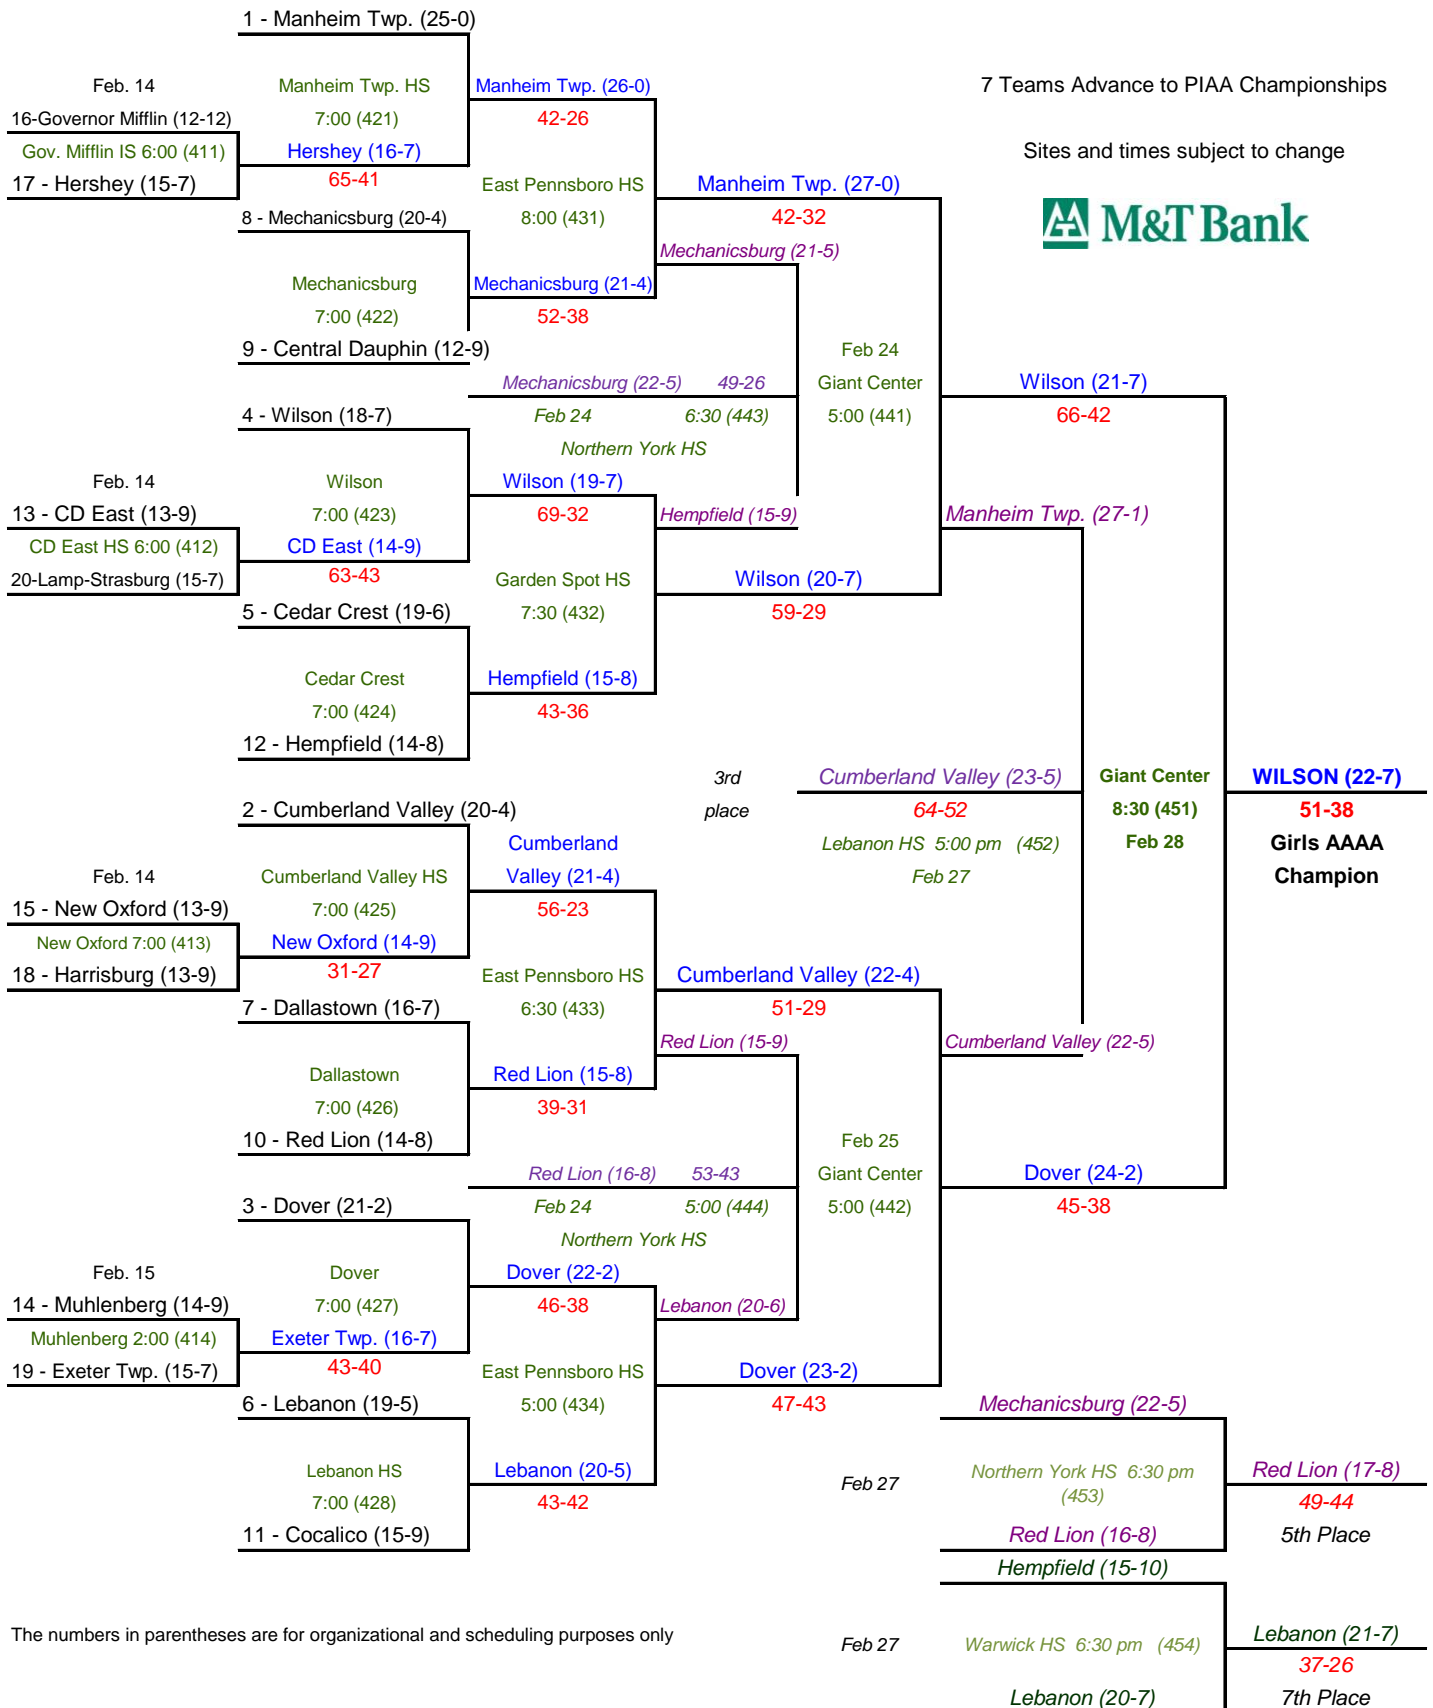 1 - Manheim Twp. (25-0)
Feb. 14
Manheim Twp. HS
Manheim Twp. (26-0)
7 Teams Advance to PIAA Championships
16-Governor Mifflin (12-12)
7:00 (421)
42-26
Gov. Mifflin IS 6:00 (411)
Hershey (16-7)
Sites and times subject to change
17 - Hershey (15-7)
65-41
East Pennsboro HS
Manheim Twp. (27-0)
8 - Mechanicsburg (20-4)
8:00 (431)
42-32
M&T Bank
Mechanicsburg (21-5)
Mechanicsburg
Mechanicsburg (21-4)
7:00 (422)
52-38
9 - Central Dauphin (12-9)
Feb 24
Mechanicsburg (22-5) 49-26
Giant Center
Wilson (21-7)
4 - Wilson (18-7)
Feb 24 6:30 (443)
5:00 (441)
66-42
Northern York HS
Feb. 14
Wilson
Wilson (19-7)
13 - CD East (13-9)
7:00 (423)
69-32
Hempfield (15-9)
Manheim Twp. (27-1)
CD East HS 6:00 (412)
CD East (14-9)
20-Lamp-Strasburg (15-7)
63-43
Garden Spot HS
Wilson (20-7)
5 - Cedar Crest (19-6)
7:30 (432)
59-29
Cedar Crest
Hempfield (15-8)
7:00 (424)
43-36
12 - Hempfield (14-8)
3rd
Cumberland Valley (23-5)
Giant Center
WILSON (22-7)
2 - Cumberland Valley (20-4)
place
64-52
8:30 (451)
51-38
Cumberland
Lebanon HS 5:00 pm (452)
Feb 28
Girls AAAA
Feb. 14
Cumberland Valley HS
Valley (21-4)
Feb 27
Champion
15 - New Oxford (13-9)
7:00 (425)
56-23
New Oxford 7:00 (413)
New Oxford (14-9)
18 - Harrisburg (13-9)
31-27
East Pennsboro HS
Cumberland Valley (22-4)
7 - Dallastown (16-7)
6:30 (433)
51-29
Red Lion (15-9)
Cumberland Valley (22-5)
Dallastown
Red Lion (15-8)
7:00 (426)
39-31
10 - Red Lion (14-8)
Feb 25
Red Lion (16-8) 53-43
Giant Center
Dover (24-2)
3 - Dover (21-2)
Feb 24 5:00 (444)
5:00 (442)
45-38
Northern York HS
Feb. 15
Dover
Dover (22-2)
14 - Muhlenberg (14-9)
7:00 (427)
46-38
Lebanon (20-6)
Muhlenberg 2:00 (414)
Exeter Twp. (16-7)
19 - Exeter Twp. (15-7)
43-40
East Pennsboro HS
Dover (23-2)
6 - Lebanon (19-5)
5:00 (434)
47-43
Mechanicsburg (22-5)
Lebanon HS
Lebanon (20-5)
Feb 27
Northern York HS 6:30 pm
(453)
Red Lion (17-8)
7:00 (428)
43-42
49-44
11 - Cocalico (15-9)
Red Lion (16-8)
5th Place
Hempfield (15-10)
The numbers in parentheses are for organizational and scheduling purposes only
Feb 27
Warwick HS 6:30 pm (454)
Lebanon (21-7)
37-26
Lebanon (20-7)
7th Place